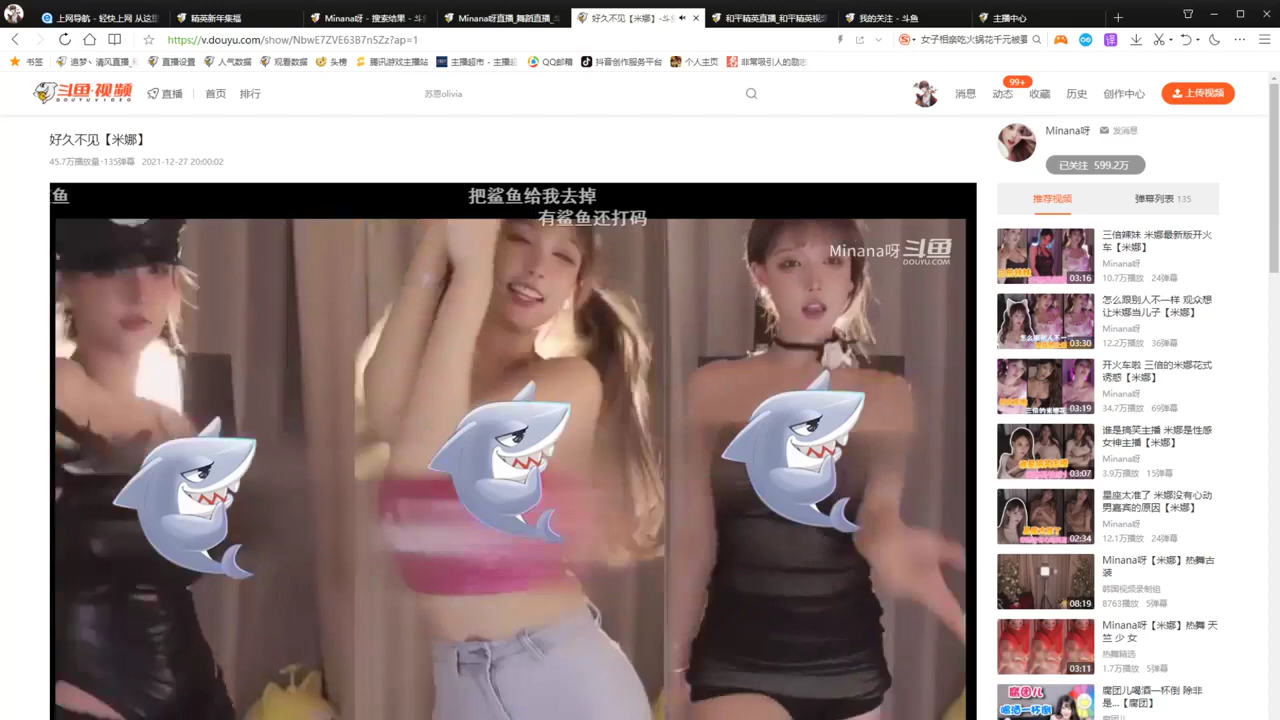 上网导航 - 轻快上网 从这里
精英新年集福
Minana呀 - 搜索结果 - 斗鱼
Minana呀直播_舞蹈直播_斗
好久不见【米娜】-斗鱼
和平精英直播_和平精英视频
我的关注 - 斗鱼
主播中心
https://v.douyu.com/show/NbwE7ZVE63B7n5Zz?ap=1
女子相亲吃火锅花千元被要
书签
追梦丶清风直播_和
直播设置
人气数据
观看数据
头榜
腾讯游戏主播站
主播超市 - 主播超
QQ邮箱
抖音创作服务平台
个人主页
非常吸引人的励志
斗鱼·视频
DOUYU.COM
直播
首页
排行
苏恩olivia
消息
动态
99+
收藏
历史
创作中心
上传视频
好久不见【米娜】
45.7万播放量·135弹幕 2021-12-27 20:00:02
Minana呀
发消息
已关注 599.2万
鱼
把鲨鱼给我去掉
有鲨鱼还打码
Minana呀 斗鱼
DOUYU.COM
推荐视频
弹幕列表 135
三倍辣妹 米娜最新版开火
车【米娜】
Minana呀
10.7万播放 24弹幕
03:16
怎么跟别人不一样 观众想
让米娜当儿子【米娜】
Minana呀
12.2万播放 36弹幕
03:30
开火车啦 三倍的米娜花式
诱惑【米娜】
Minana呀
34.7万播放 69弹幕
03:19
谁是搞笑主播 米娜是性感
女神主播【米娜】
Minana呀
3.9万播放 15弹幕
03:07
星座太准了 米娜没有心动
男嘉宾的原因【米娜】
Minana呀
12.1万播放 24弹幕
02:34
Minana呀【米娜】热舞古
装
韩国视频录制组
8763播放 5弹幕
08:19
Minana呀【米娜】热舞 天
竺 少 女
热舞精选
1.7万播放 5弹幕
03:11
腐团儿喝酒一杯倒 除非
是...【腐团】
腐团儿
喝酒一杯倒